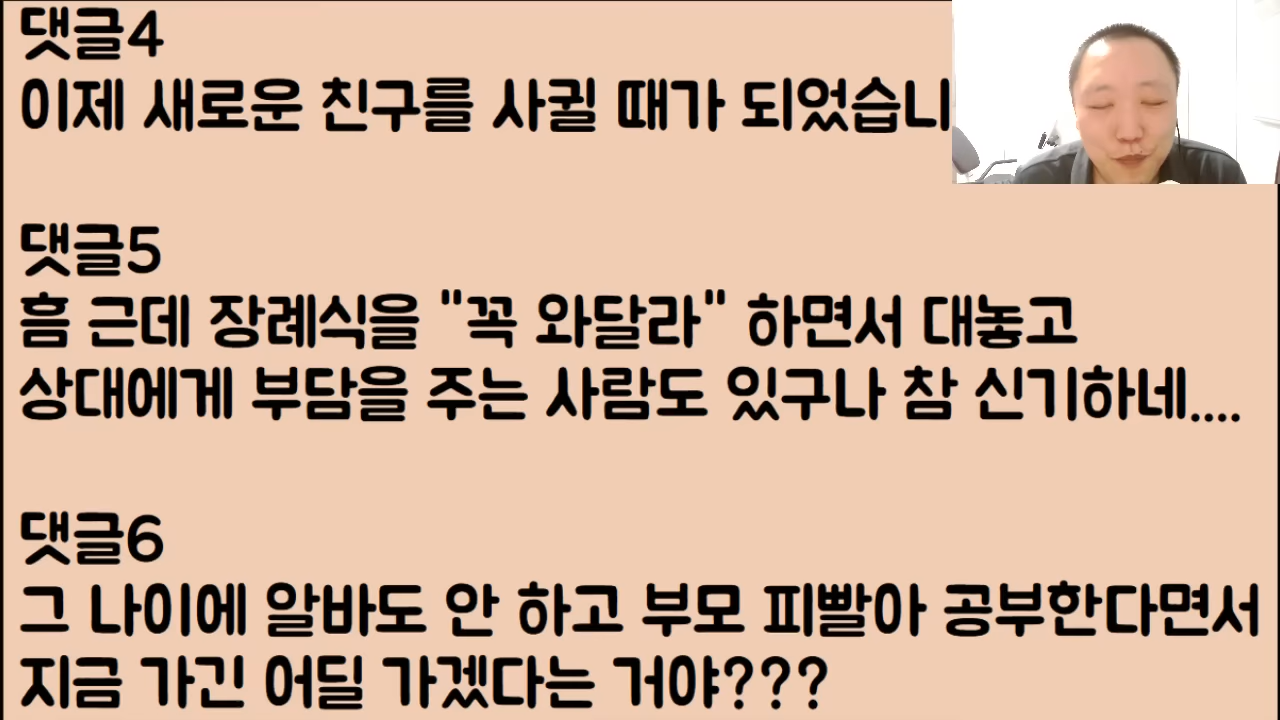 댓글4
이제 새로운 친구를 사귈 때가 되었습니
댓글5
흠 근데 장례식을 "꼭 와달라" 하면서 대놓고
상대에게 부담을 주는 사람도 있구나 참 신기하네....
댓글6
그 나이에 알바도 안 하고 부모 피빨아 공부한다면서
지금 가긴 어딜 가겠다는 거야???